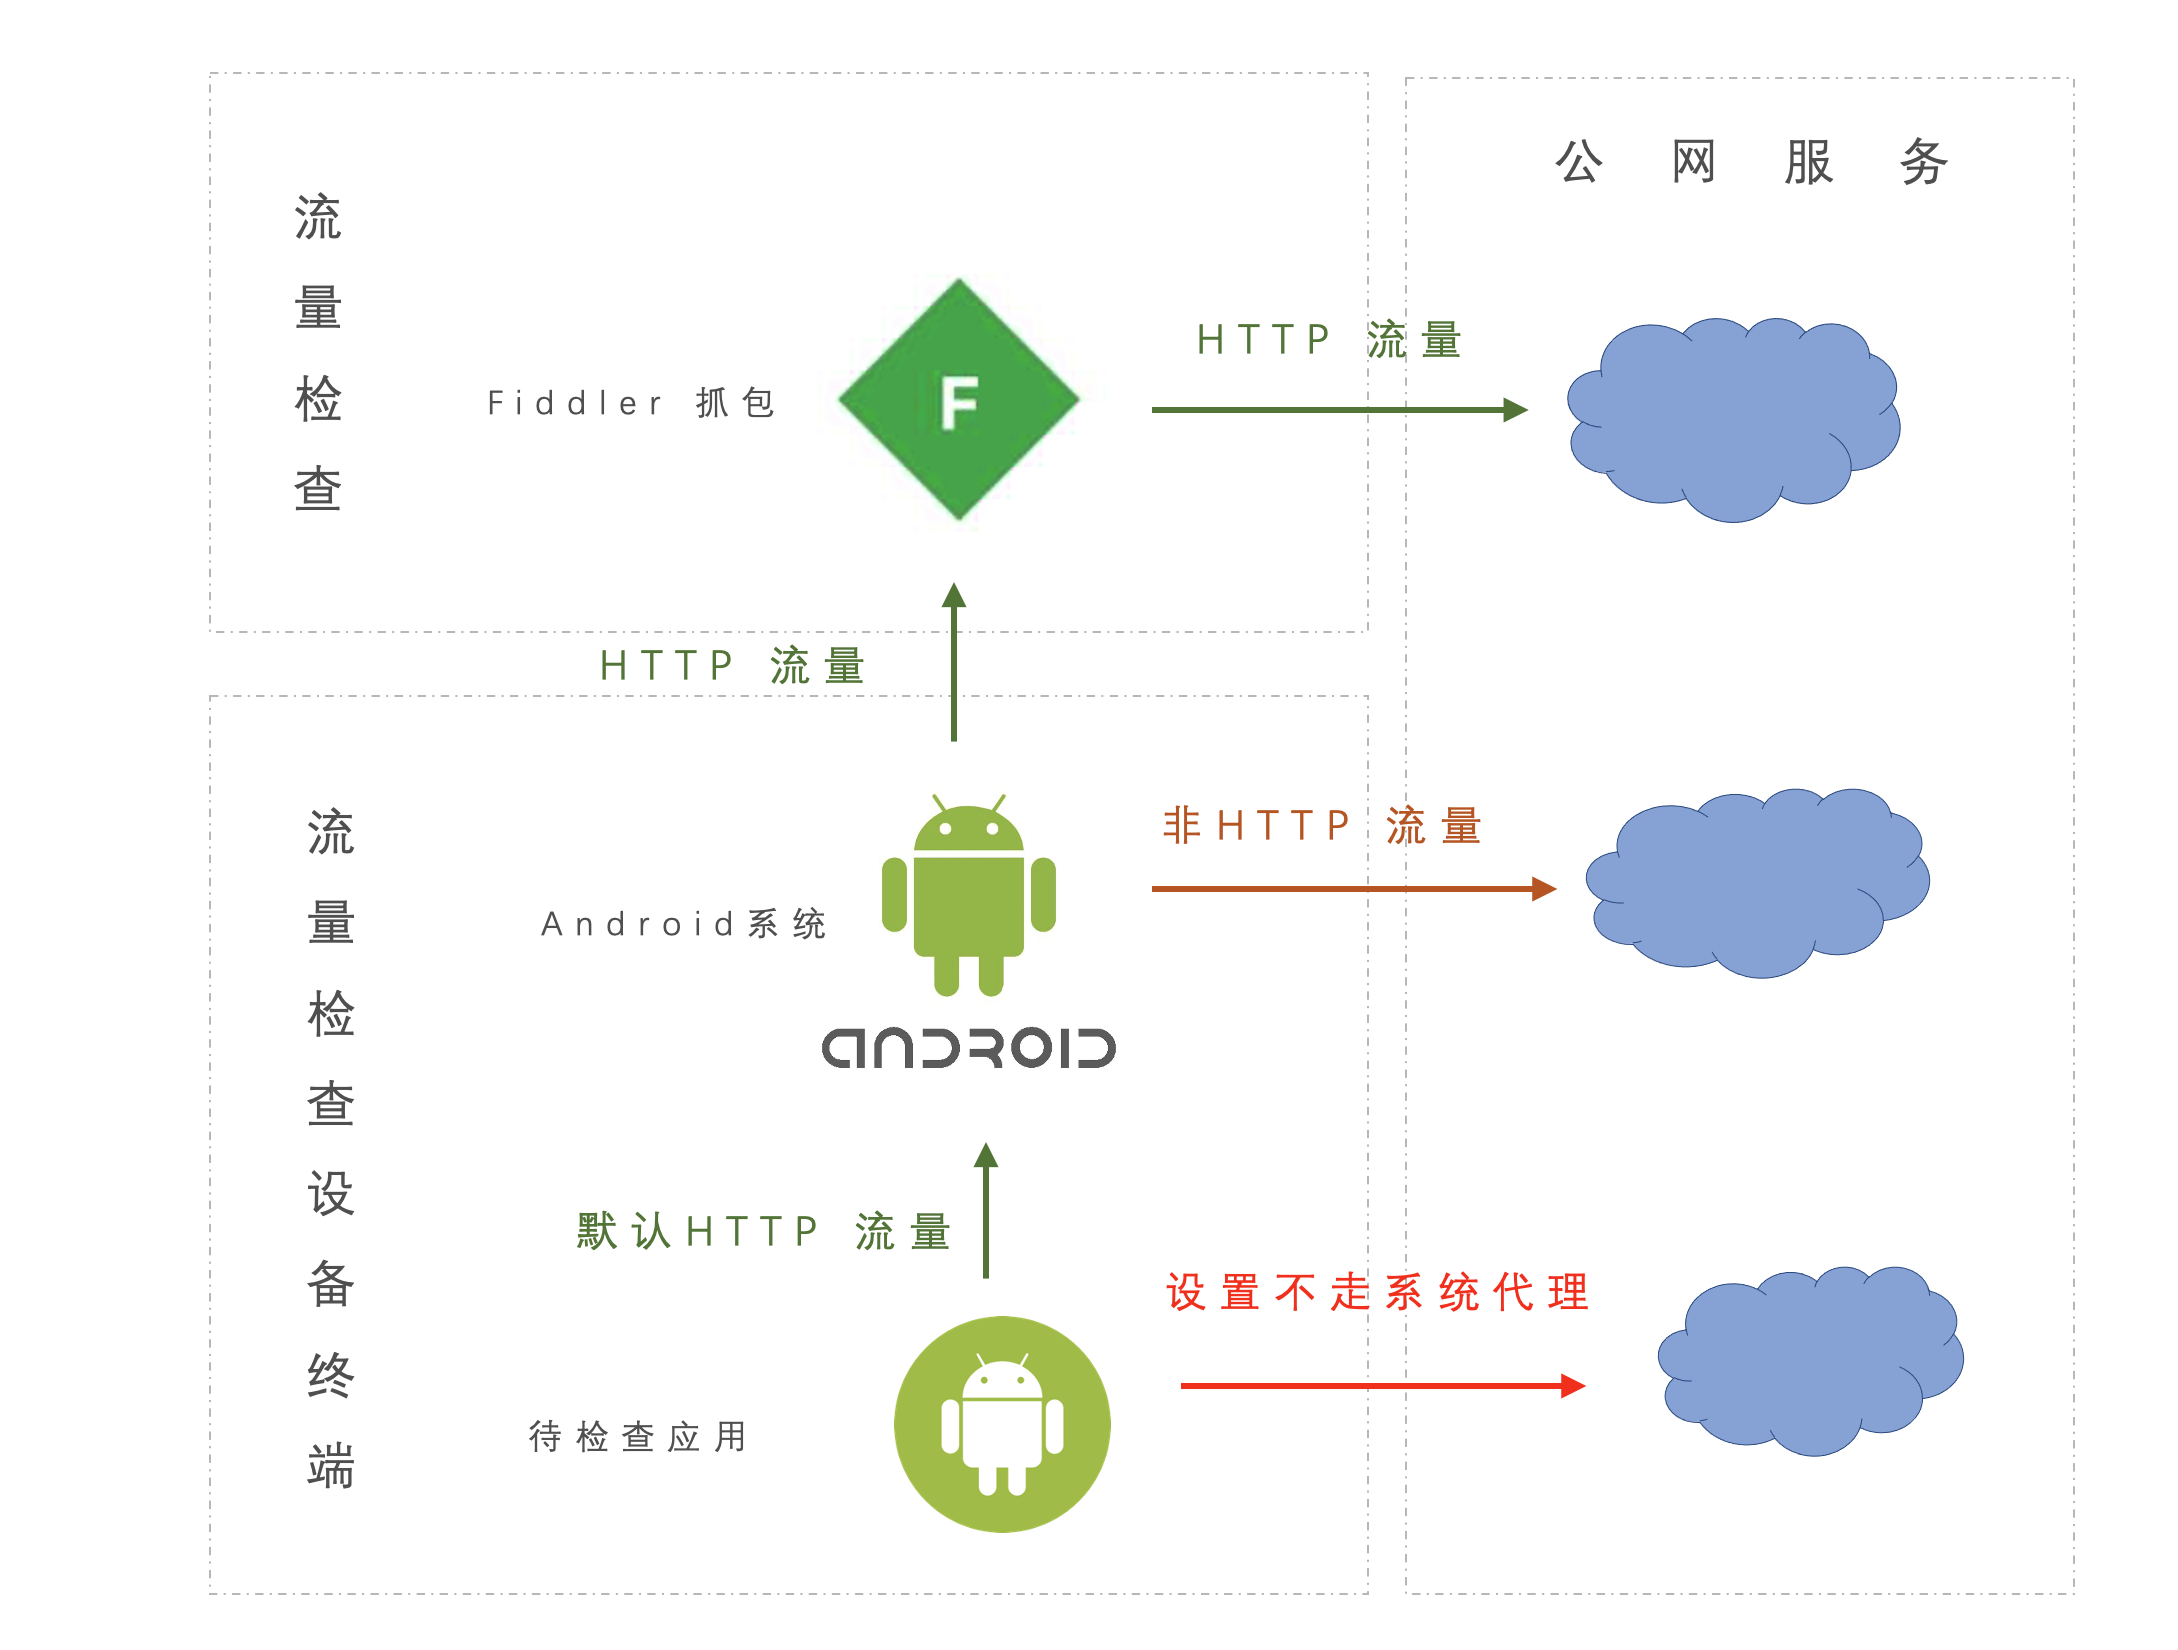 公网服务
流量检查
HTTP 流量
Fiddler 抓包
F
HTTP 流量
流量检查设备终端
非HTTP 流量
Android系统
ANDROID
默认HTTP 流量
设置不走系统代理
待检查应用